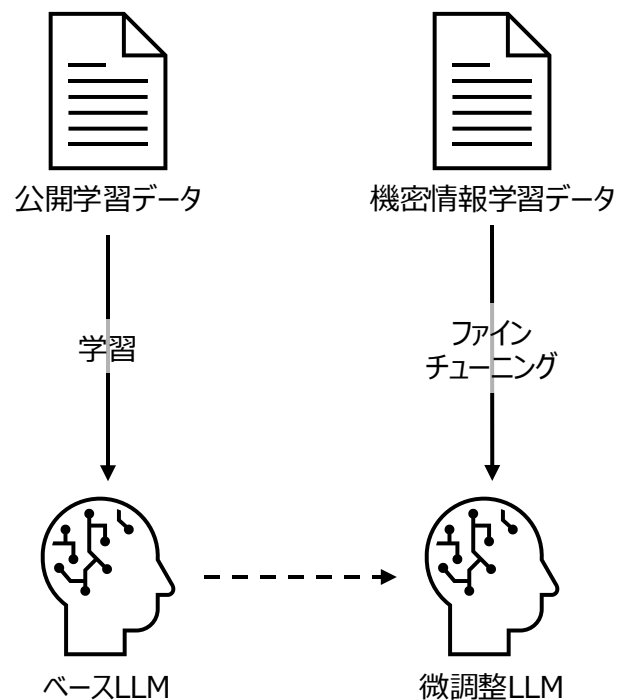 公開学習データ
機密情報学習データ
学習
ファイン
チューニング
ベースLLM
微調整LLM